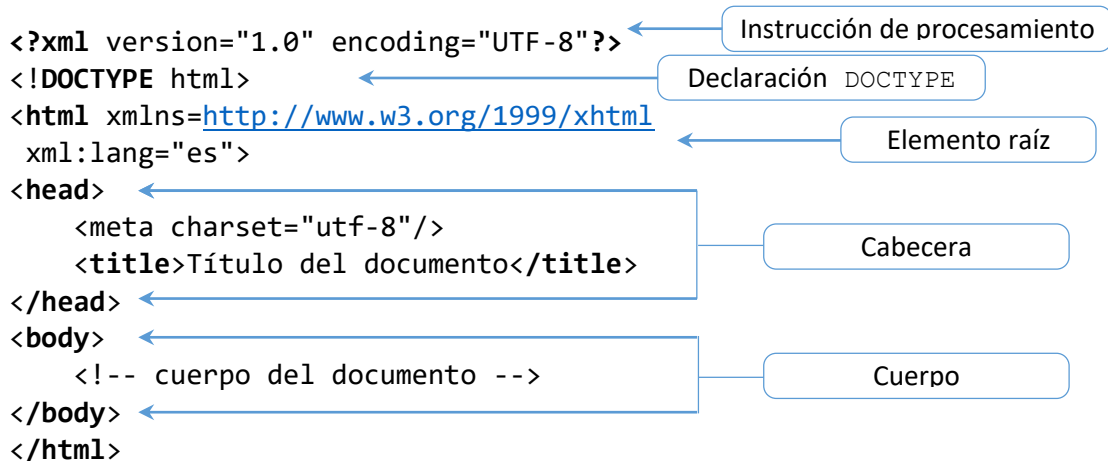 <?xml version="1.0" encoding="UTF-8"?>
Instrucción de procesamiento
<!DOCTYPE html>
Declaración DOCTYPE
<html xmlns=http://www.w3.org/1999/xhtml
xml:lang="es">
Elemento raíz
<head>
<meta charset="utf-8"/>
<title>Título del documento</title>
Cabecera
</head>
<body>
<!-- cuerpo del documento -->
Cuerpo
</body>
</html>